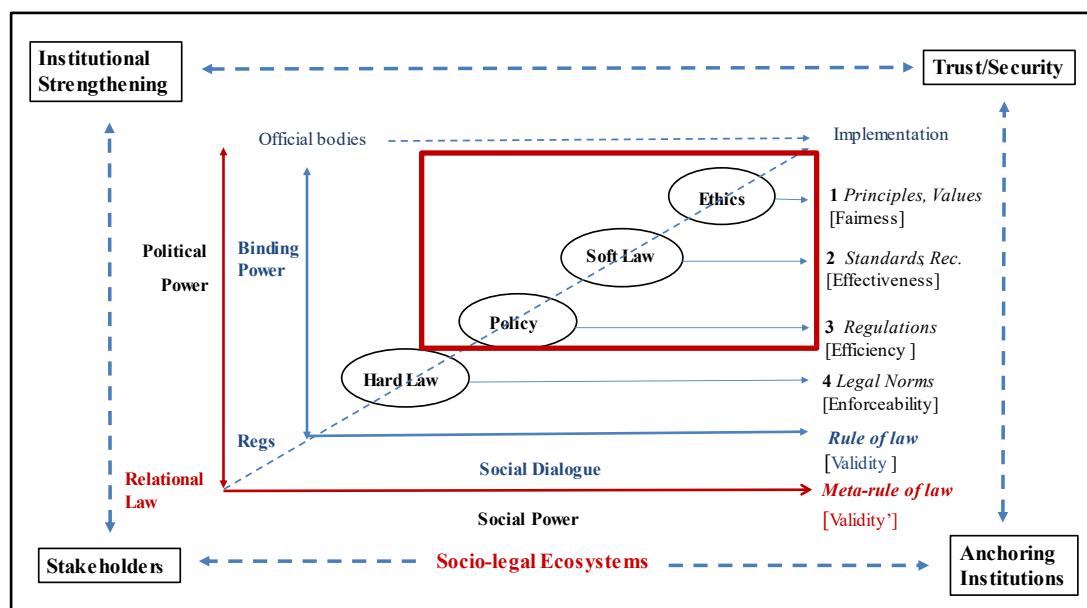 Institutional
Strengthening
Trust/Security
Official bodies
Implementation
Ethics
1 Principles, Values
[Fairness]
Political
Power
Binding
Power
Soft Law
2 Standards, Rec.
[Effectiveness]
Policy
3 Regulations
[Efficiency ]
Hard Law
4 Legal Norms
[Enforceability]
Regs
Rule of law
[Validity ]
Relational
Law
Social Dialogue
Meta-rule of law
[Validity’]
Social Power
Stakeholders
Socio-legal Ecosystems
Anchoring
Institutions